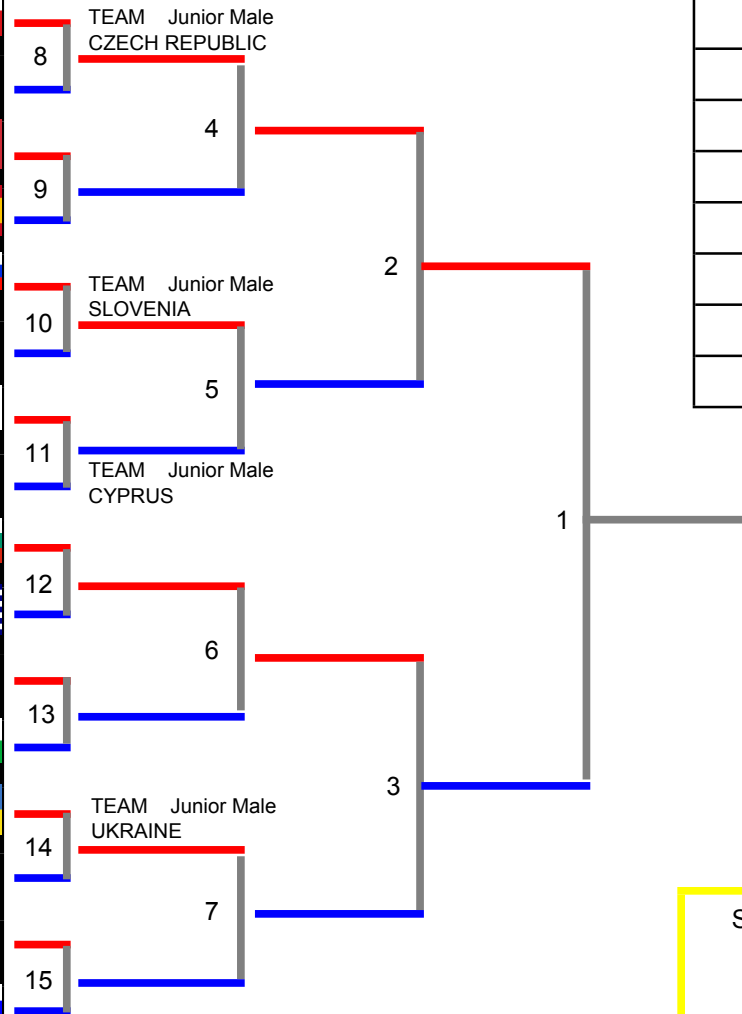 TEAM Junior Male
CZECH REPUBLIC
8
4
9
2
TEAM Junior Male
SLOVENIA
10
5
11
TEAM Junior Male
CYPRUS
1
12
6
13
3
TEAM Junior Male
UKRAINE
14
7
S
15